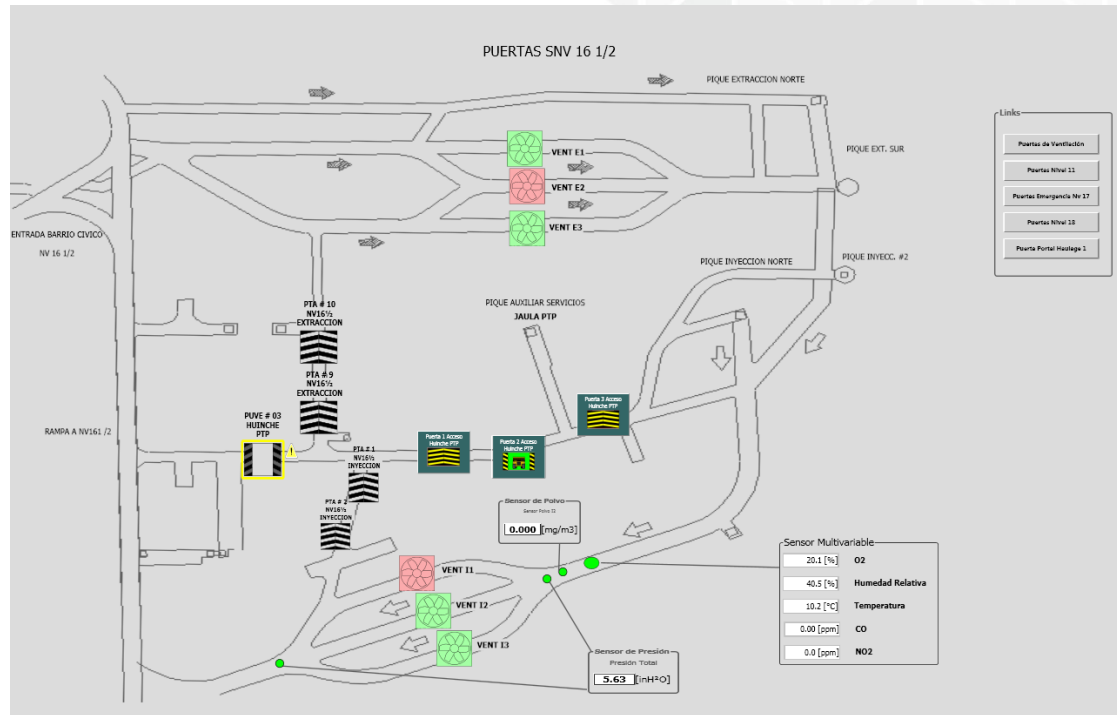 PUERTAS SNV 16 1/2
PIQUE EXTRACCION NORTE
Links
Puertas de Ventilación
Puertas Nivel 11
Puertas Emergencia Nv 17
Puertas Nivel 13
Puerta Portal Haulage 1
VENT E1
PIQUE EXT. SUR
VENT E2
VENT E3
ENTRADA BARRIO CIVICO
NV 16 1/2
PIQUE INYECCION NORTE
PIQUE INYECC. #2
PTA # 10
NV16½
EXTRACCION
PIQUE AUXILIAR SERVICIOS
JAULA PTP
PTA # 9
NV16½
EXTRACCION
PUVE # 03
HUINCHE
PTP
RAMPA A NV161 /2
Puerta 1 Acceso
Huinche PTP
Puerta 2 Acceso
Huinche PTP
Puerta 3 Acceso
Huinche PTP
PTA # 1
NV16½
INYECCION
PTA # 2
NV16½
INYECCION
Sensor de Polvo
0.000 [mg/m3]
VENT I1
VENT I2
VENT I3
Sensor Multivariable
20.1 [%] O2
40.5 [%] Humedad Relativa
10.2 [°C] Temperatura
0.00 [ppm] CO
0.0 [ppm] NO2
Sensor de Presión
Presión Total
5.63 [inH²O]